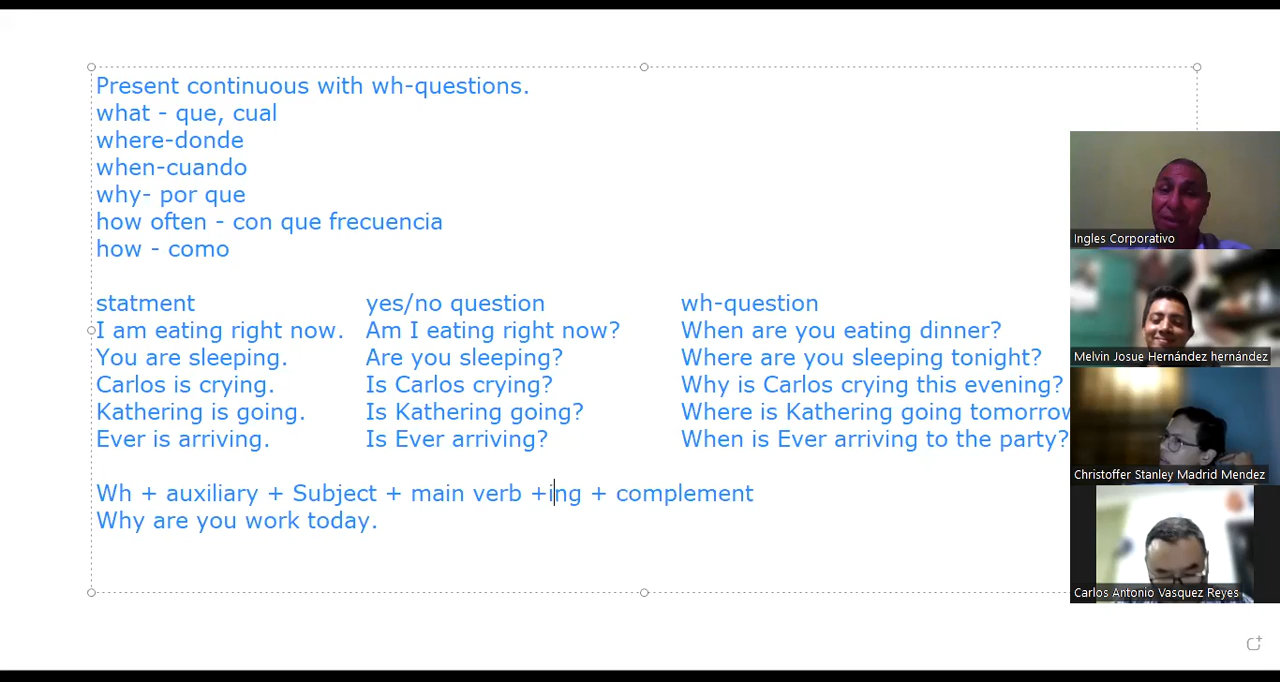 Present continuous with wh-questions.
what - que, cual
where-donde
when-cuando
why- por que
how often - con que frecuencia
how - como
statment yes/no question wh-question
I am eating right now. Am I eating right now? When are you eating dinner?
You are sleeping. Are you sleeping? Where are you sleeping tonight?
Carlos is crying. Is Carlos crying? Why is Carlos crying this evening?
Kathering is going. Is Kathering going? Where is Kathering going tomorrow
Ever is arriving. Is Ever arriving? When is Ever arriving to the party?
Wh + auxiliary + Subject + main verb +ing + complement
Why are you work today.
Ingles Corporativo
Melvin Josue Hernández hernández
Christoffer Stanley Madrid Mendez
Carlos Antonio Vasquez Reyes